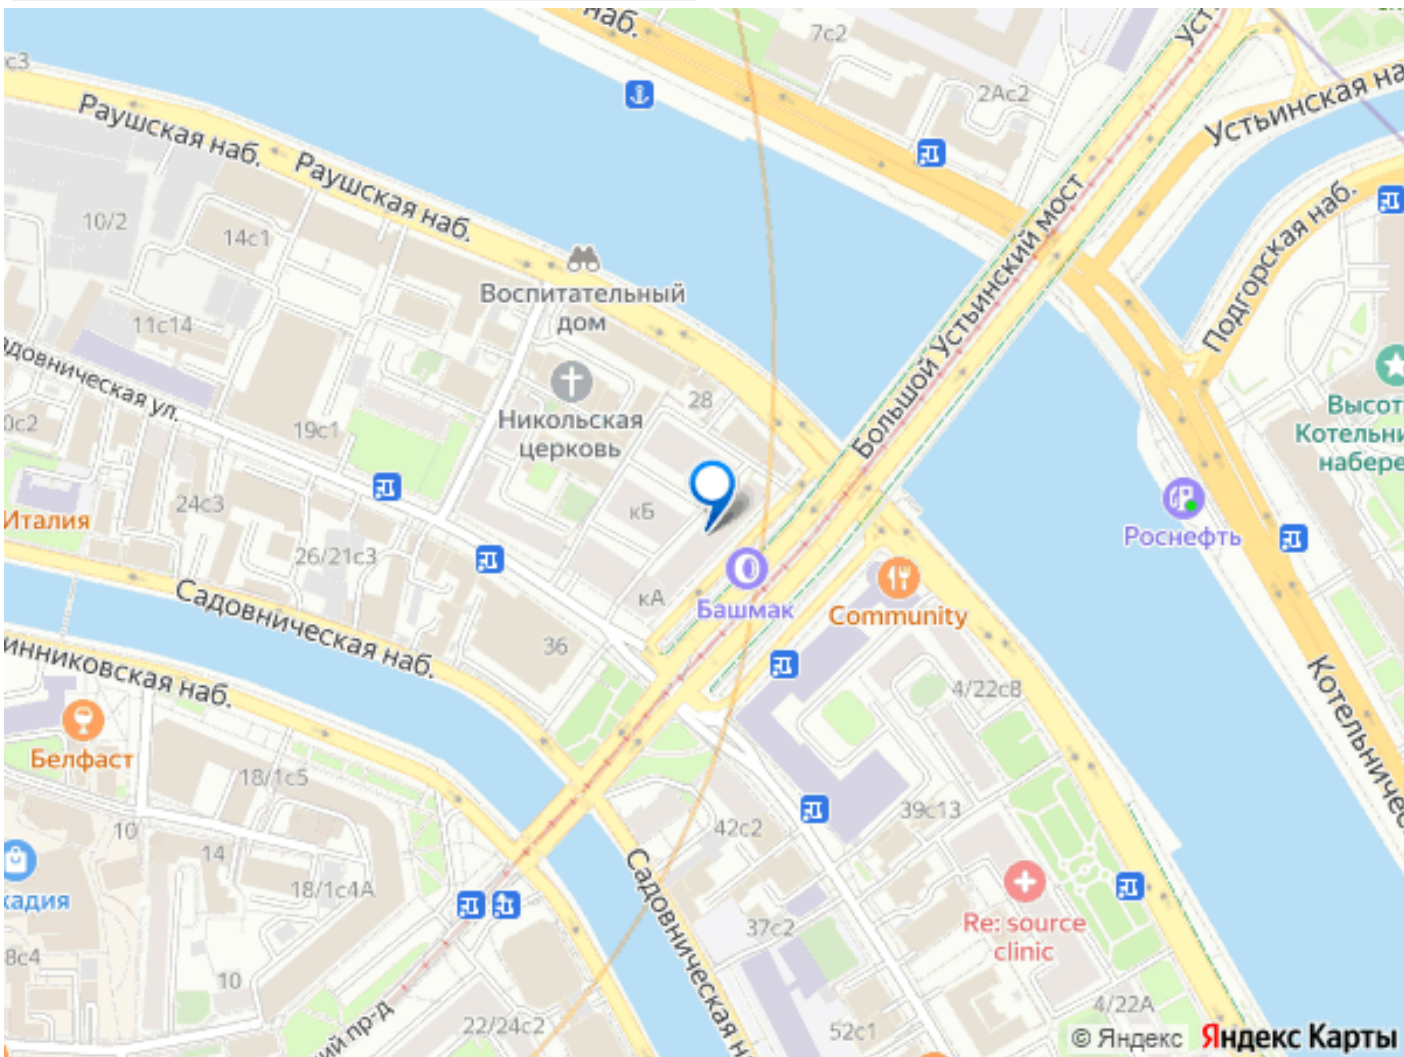 наб.
7с2
Уст
2Ас2
Устьинская на
с3
Раушская наб.
Раушская наб.
Большой Устьинский мост
Подгорская наб.
10/2
14с1
Воспитательный
дом
11с14
адовническая ул.
Никольская
церковь
28
Высот
Котельни
набере
0с2
19с1
24с3
Италия
кБ
26/21с3
Роснефть
кА
Башмак
Community
Садовническая наб.
36
инниковская наб.
4/22с8
Котельничес
Белфаст
18/1с5
10
14
42с2
39с13
Садовническая н
18/1с4А
кадия
Re: source
clinic
37с2
8с4
10
4/22А
ий пр-д
22/24с2
52с1
© Яндекс Яндекс Карты